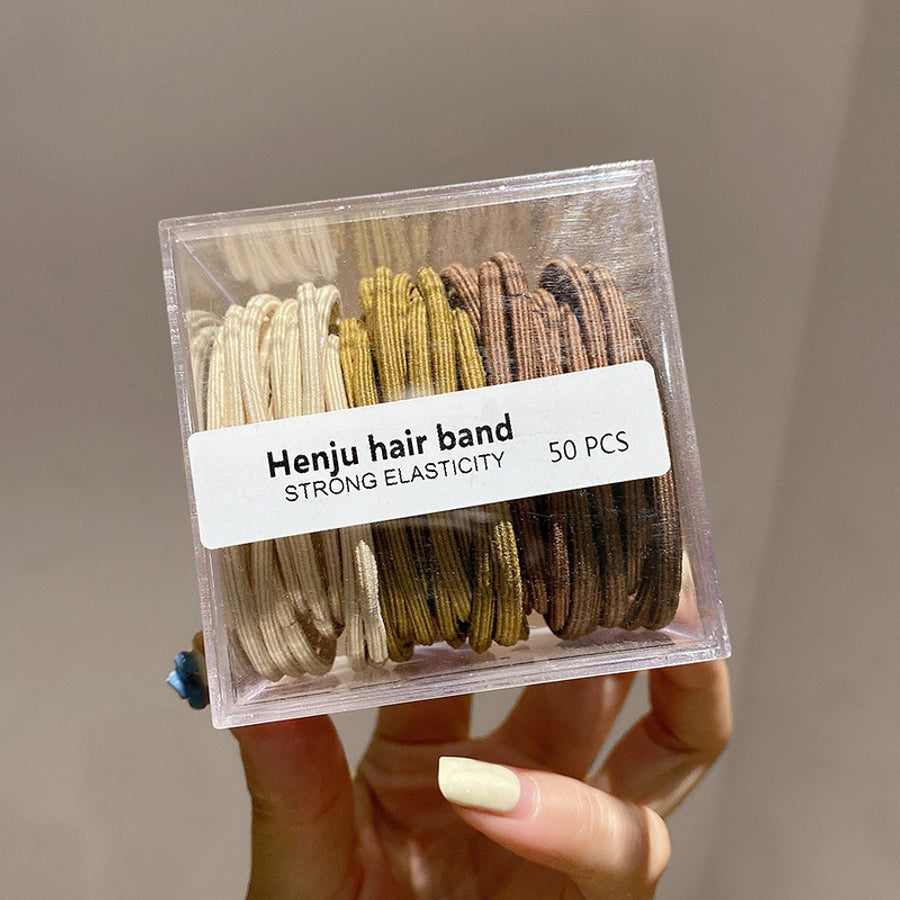 Henju hair band
STRONG ELASTICITY
50 PCS